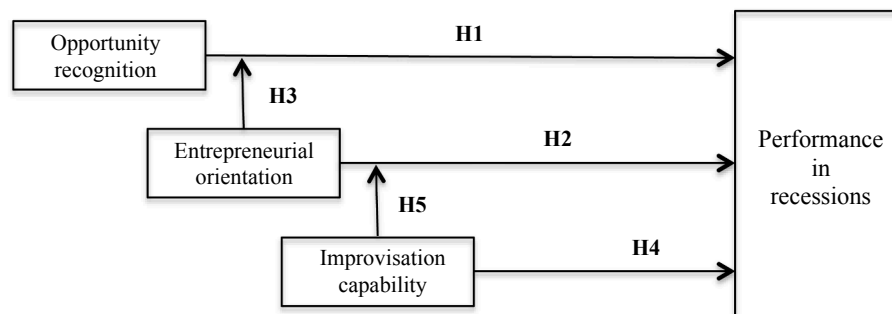 Opportunity
recognition
H1
H3
Entrepreneurial
orientation
H2
H5
Improvisation
capability
H4
Performance
in
recessions